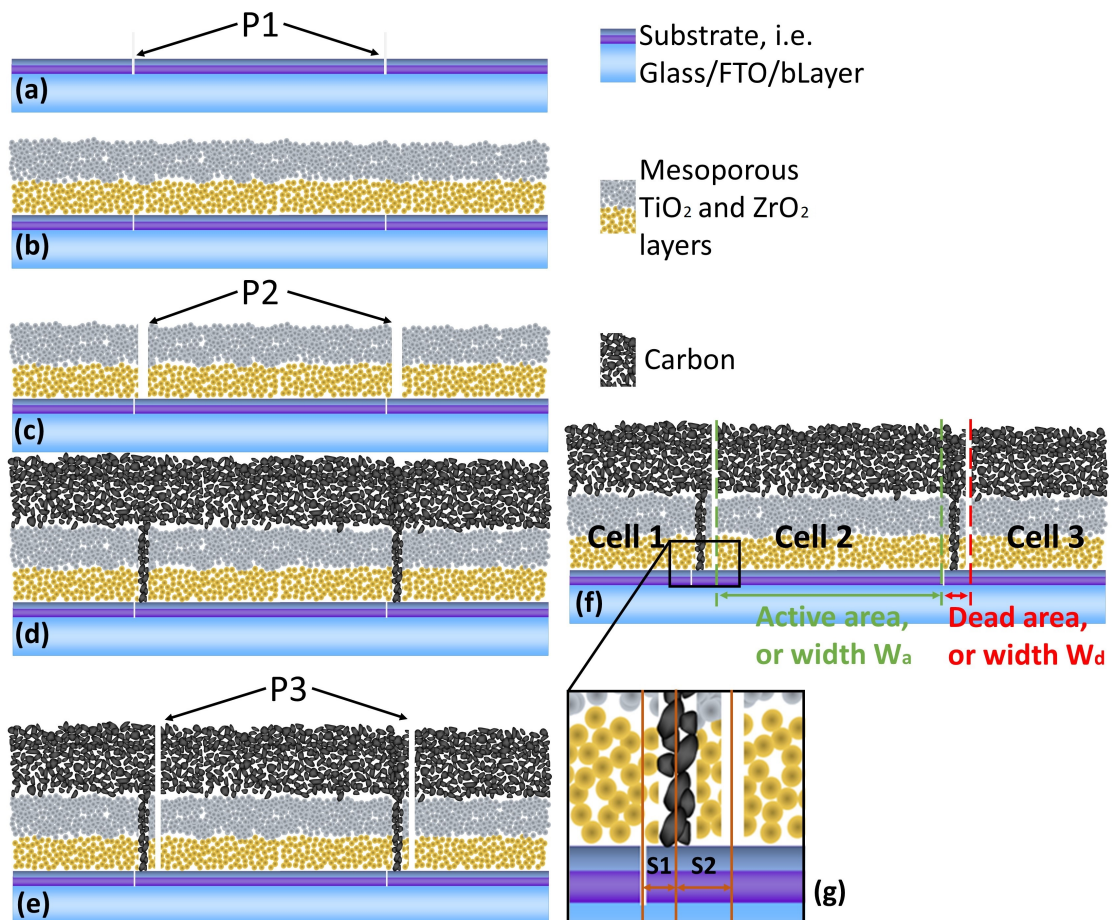 P1
(a)
Substrate, i.e.
Glass/FTO/bLayer
(b)
Mesoporous
TiO₂ and ZrO₂
layers
P2
(c)
Carbon
(d)
Cell 1
Cell 2
Cell 3
(f)
Active area,
or width Wₐ
Dead area,
or width W_d
P3
(e)
S1
S2
(g)